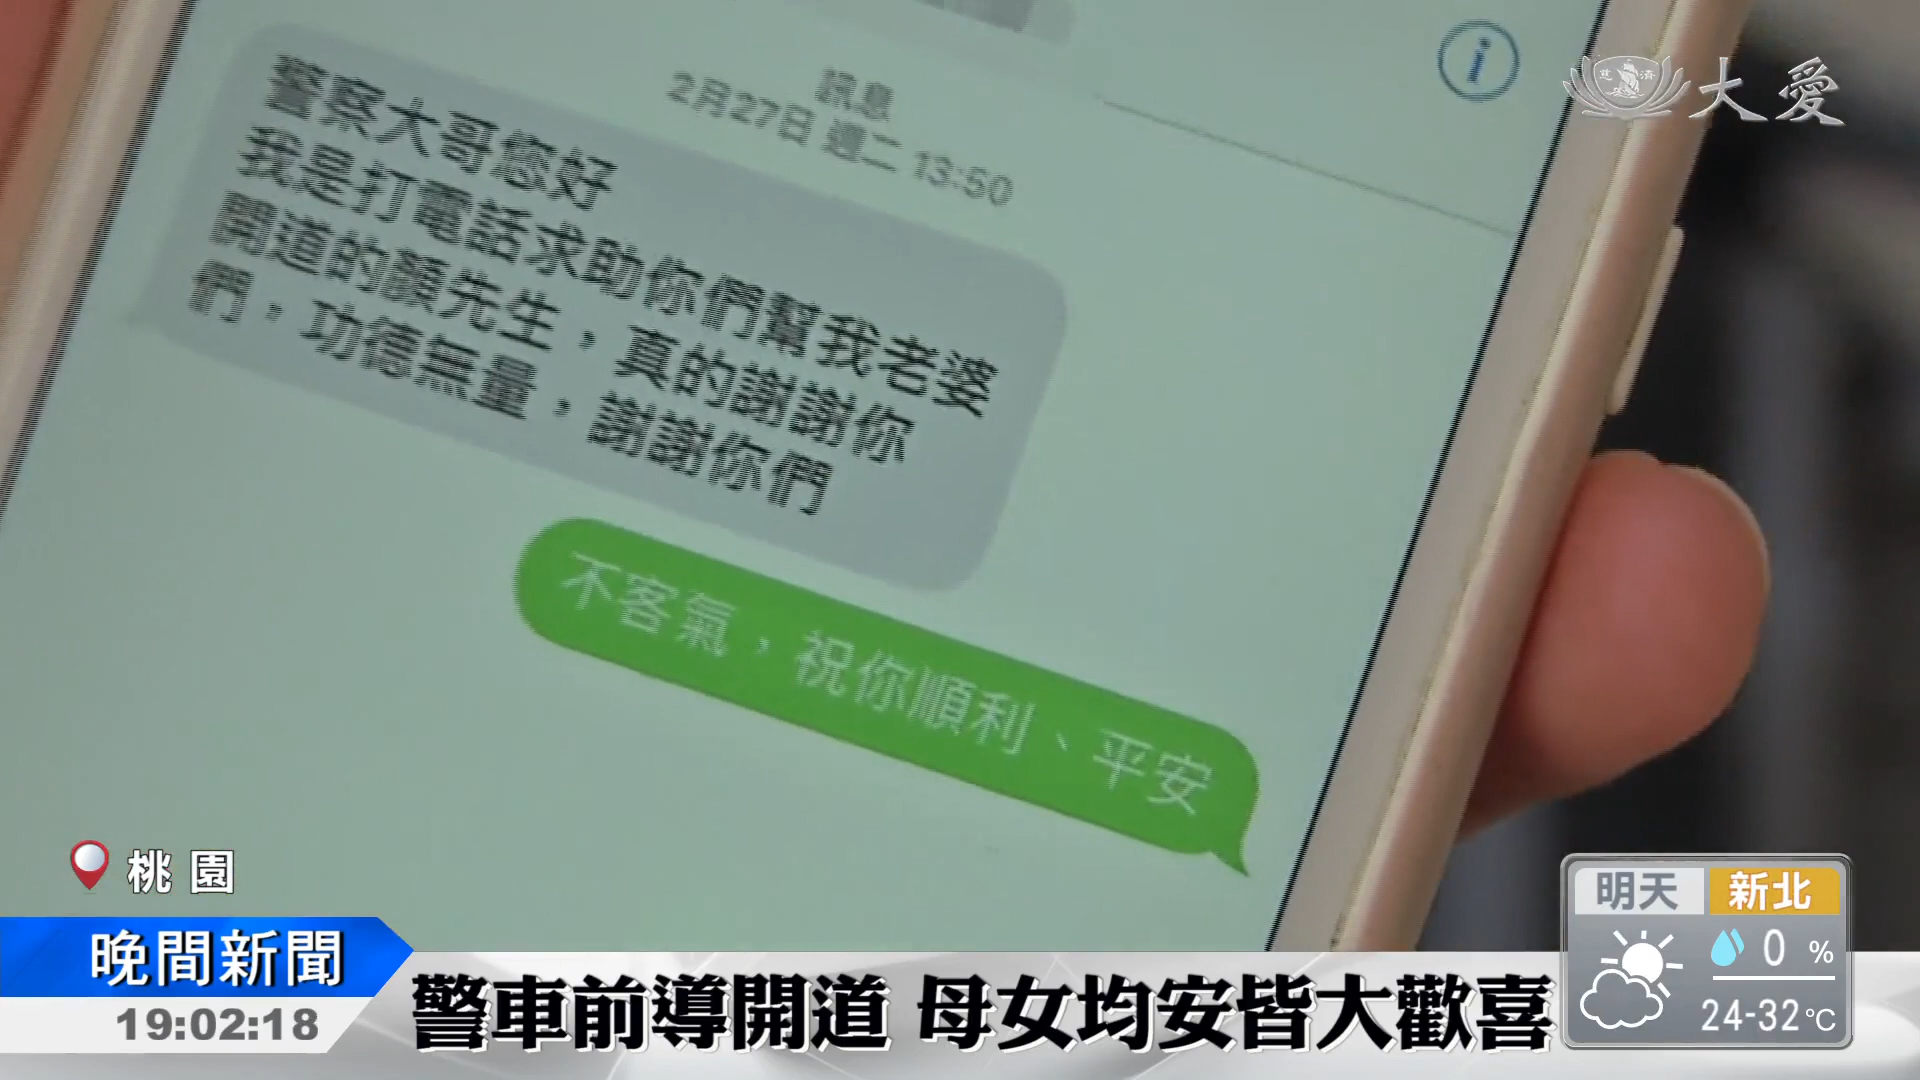 慈 濟 大愛
訊息
2月27日 週二 13:50
警察大哥您好
我是打電話求助你們幫我老婆
開道的顏先生，真的謝謝你
們，功德無量，謝謝你們
不客氣，祝你順利、平安
桃園
晚間新聞
19:02:18
警車前導開道 母女均安皆大歡喜
明天 新北
0 %
24-32°C